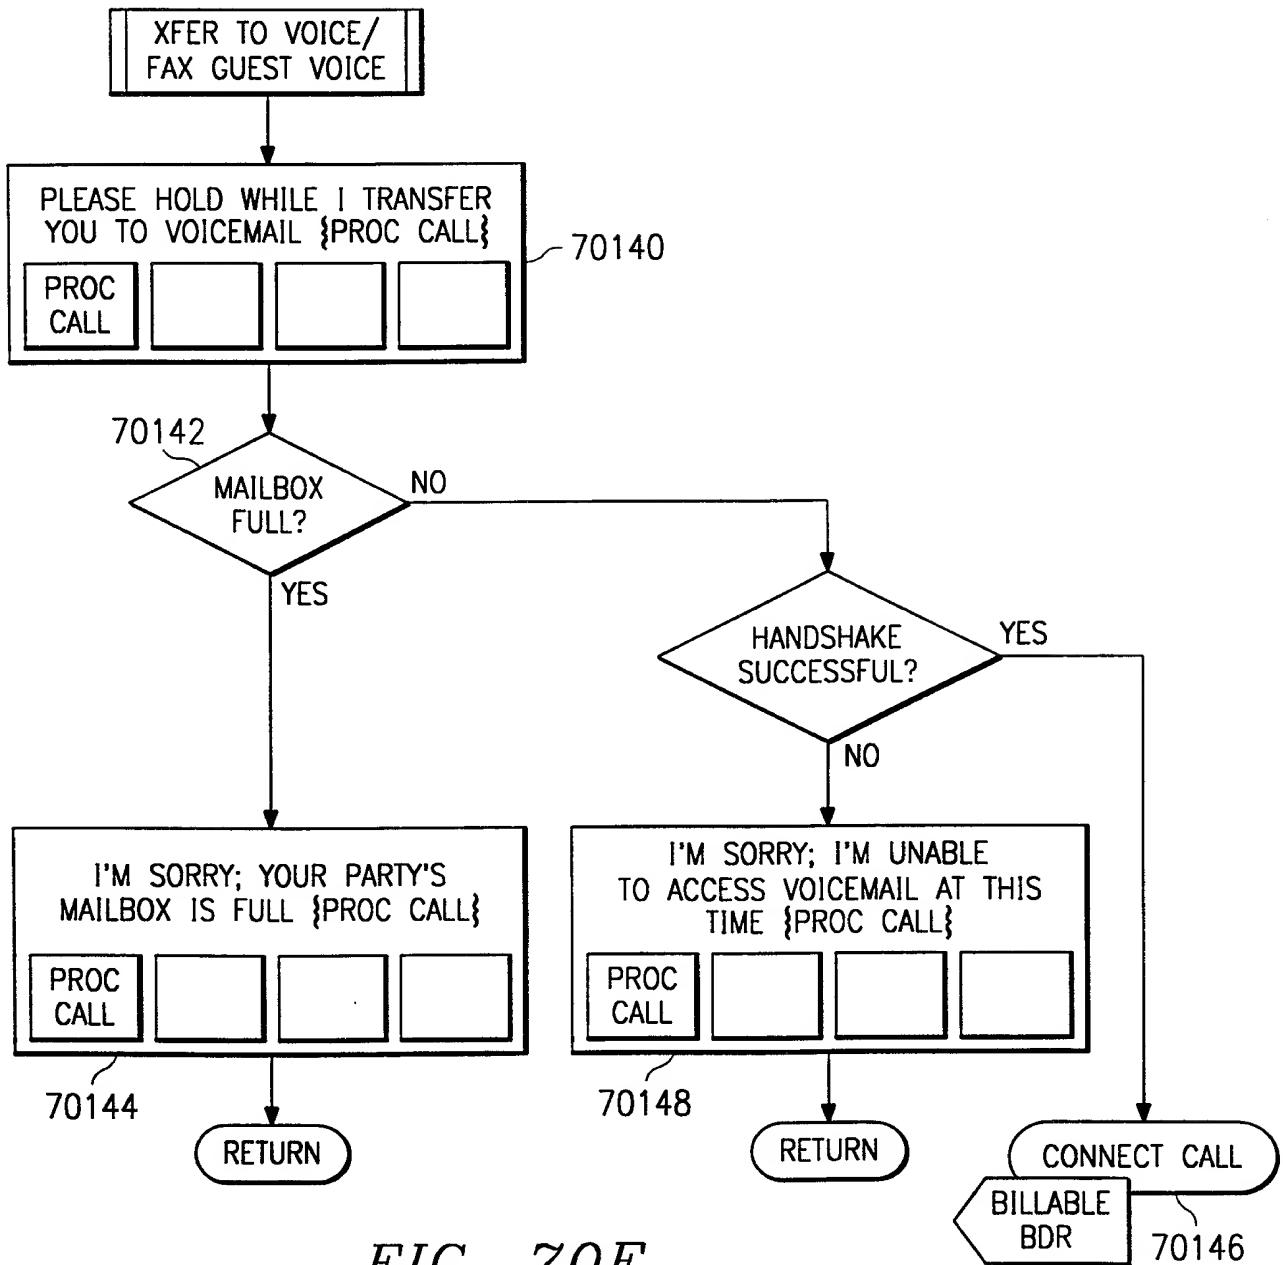 XFER TO VOICE/
FAX GUEST VOICE
PLEASE HOLD WHILE I TRANSFER
YOU TO VOICEMAIL {PROC CALL}
70140
PROC
CALL
70142
MAILBOX
FULL?
NO
YES
HANDSHAKE
SUCCESSFUL?
YES
NO
I'M SORRY; YOUR PARTY'S
MAILBOX IS FULL {PROC CALL}
PROC
CALL
70144
RETURN
I'M SORRY; I'M UNABLE
TO ACCESS VOICEMAIL AT THIS
TIME {PROC CALL}
PROC
CALL
70148
RETURN
CONNECT CALL
BILLABLE
BDR
70146